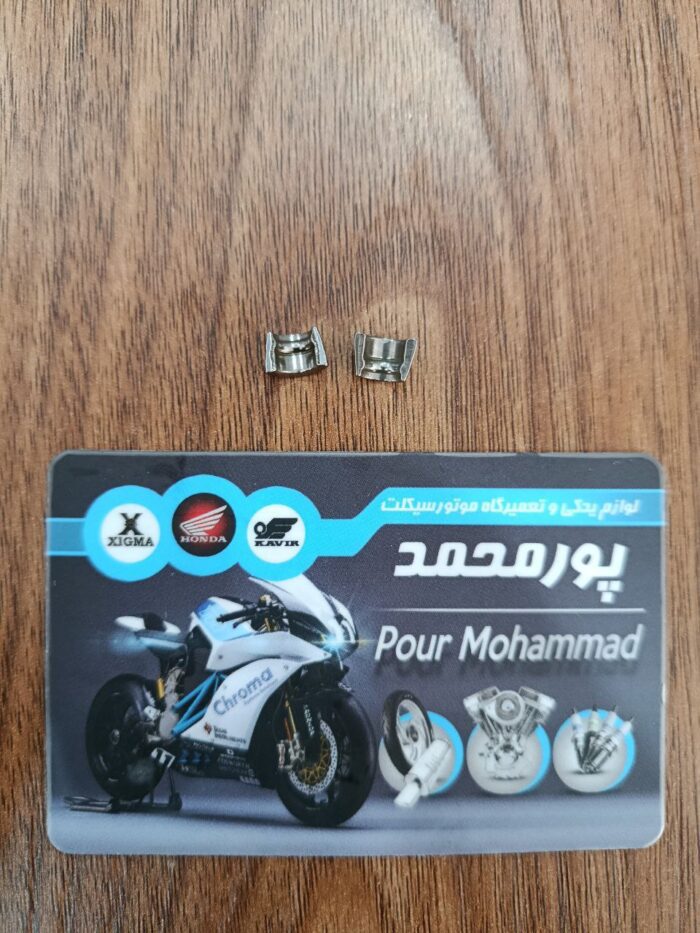 لوازم یدکی و تعمیرگاه موتورسیکلت
X
XIGMA
HONDA
KAVIR
پورمحمد
Pour Mohammad
Chroma